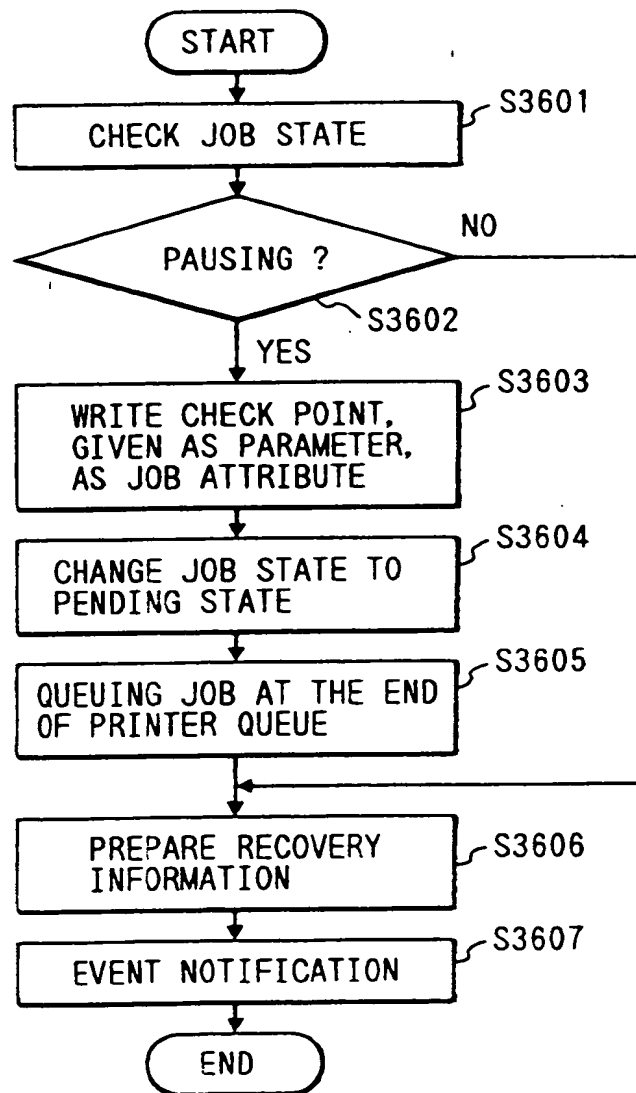 START
S3601
CHECK JOB STATE
NO
PAUSING ?
S3602
YES
S3603
WRITE CHECK POINT,
GIVEN AS PARAMETER,
AS JOB ATTRIBUTE
S3604
CHANGE JOB STATE TO
PENDING STATE
S3605
QUEUING JOB AT THE END
OF PRINTER QUEUE
PREPARE RECOVERY
INFORMATION
S3606
S3607
EVENT NOTIFICATION
END